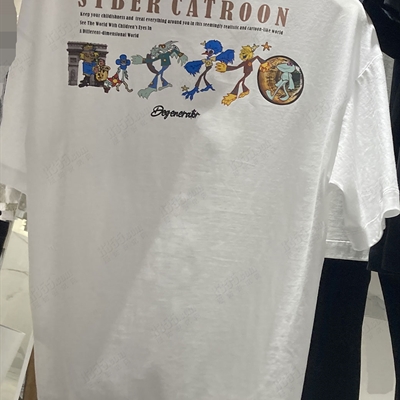 SYBER CATROON
Keep your childishness and treat everything around you in this seemingly realistic and cartoon-like world
See The World With Children's Eyes in
A Different-dimensional World
Degenerator